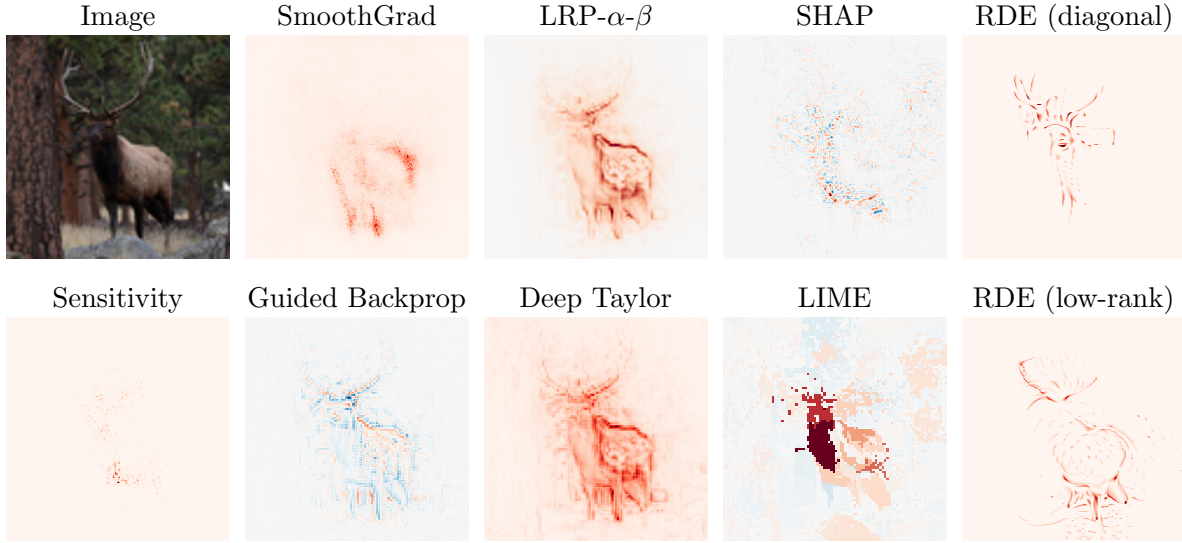 Image
SmoothGrad
LRP-α-β
SHAP
RDE (diagonal)
Sensitivity
Guided Backprop
Deep Taylor
LIME
RDE (low-rank)